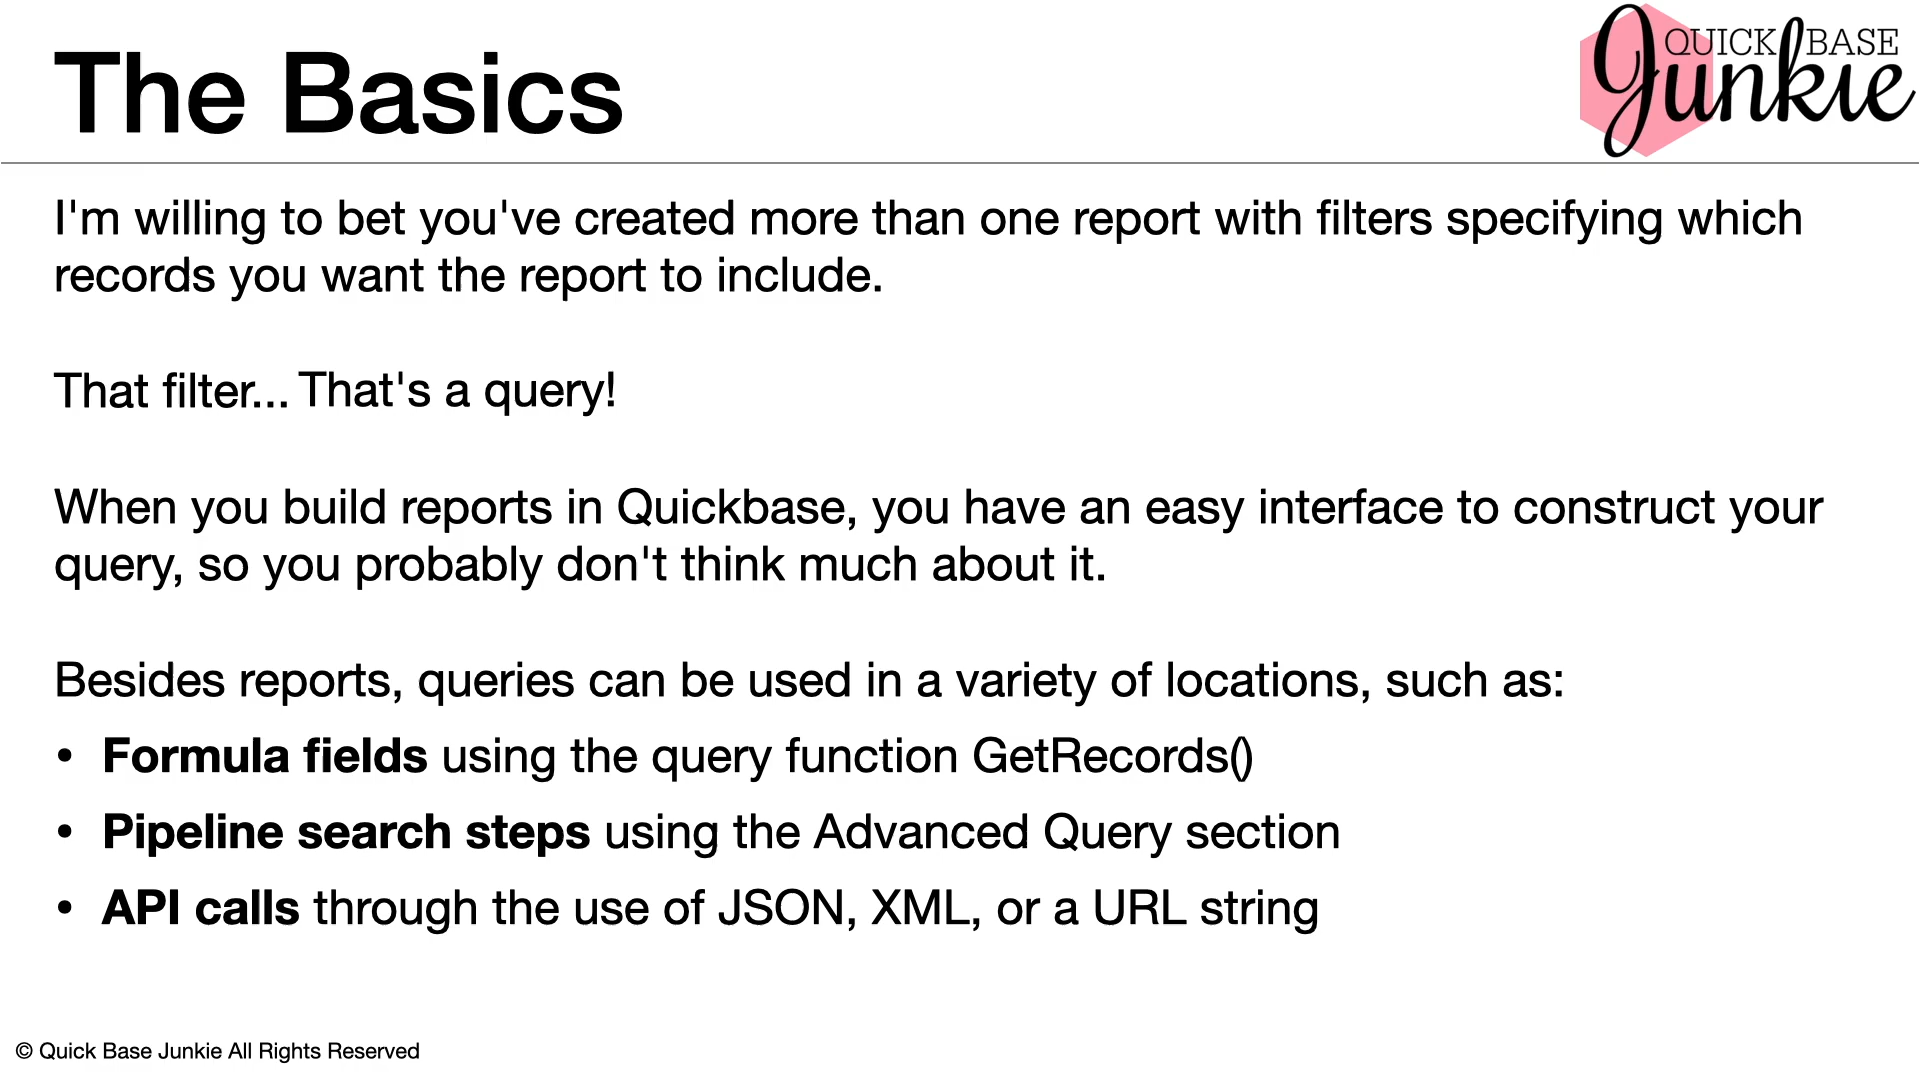 The Basics
QUICK BASE
Junkie
I'm willing to bet you've created more than one report with filters specifying which
records you want the report to include.
That filter... That's a query!
When you build reports in Quickbase, you have an easy interface to construct your
query, so you probably don't think much about it.
Besides reports, queries can be used in a variety of locations, such as:
• Formula fields using the query function GetRecords()
• Pipeline search steps using the Advanced Query section
• API calls through the use of JSON, XML, or a URL string
© Quick Base Junkie All Rights Reserved